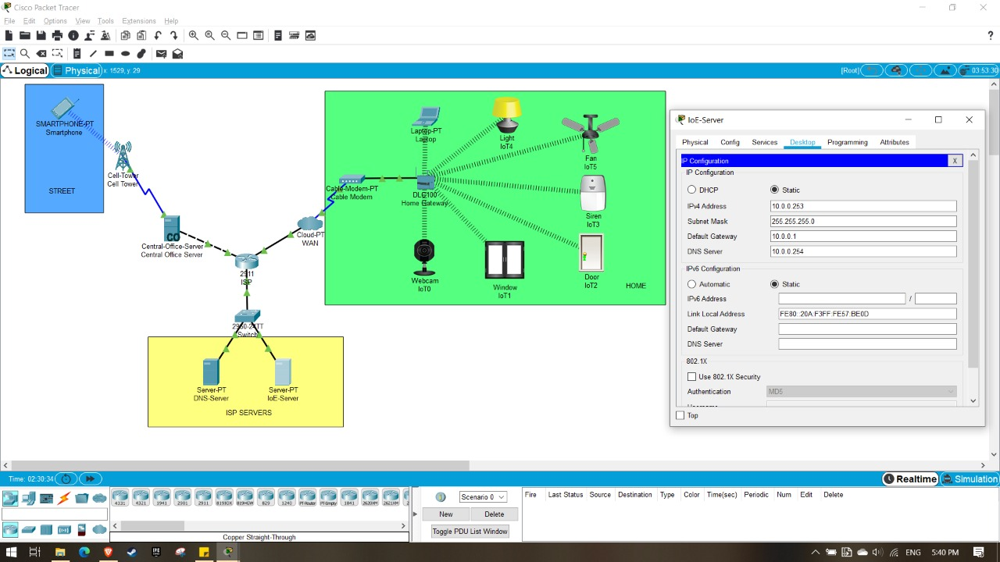 Cisco Packet Tracer
File Edit Options View Tools Extensions Help
?
Logical Physical x: 1529, y: 29 [Root] 03:53:30
SMARTPHONE-PT
Smartphone
STREET
Cell-Tower
Cell Tower
CO
Central-Office-Server
Central Office Server
2911
ISP
Cloud-PT
WAN
Cable-Modem-PT
Cable Modem
Laptop-PT
Laptop
Light
IoT4
Fan
IoT5
DLC100
Home Gateway
Siren
IoT3
Webcam
IoT0
Window
IoT1
Door
IoT2
HOME
2950-24TT
Switch
Server-PT
DNS-Server
Server-PT
IoE-Server
ISP SERVERS
IoE-Server
Physical Config Services Desktop Programming Attributes
IP Configuration X
IP Configuration
DHCP Static
IPv4 Address 10.0.0.253
Subnet Mask 255.255.255.0
Default Gateway 10.0.0.1
DNS Server 10.0.0.254
IPv6 Configuration
Automatic Static
IPv6 Address /
Link Local Address FE80::20A:F3FF:FE57:BE0D
Default Gateway
DNS Server
802.1X
Use 802.1X Security
Authentication MD5
Username
Top
Time: 02:30:34 Realtime Simulation
4331 4321 1941 2901 2911 819IOX 819HGW 829 1240 PT-Router PT-Empty 1841 2620XM 2621XM
Copper Straight-Through
Scenario 0
New Delete
Toggle PDU List Window
Fire Last Status Source Destination Type Color Time(sec) Periodic Num Edit Delete
ENG 5:40 PM